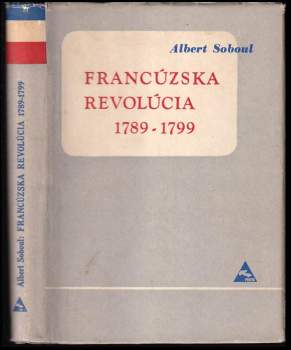 Albert Soboul
FRANCÚZSKA
REVOLÚCIA
1789-1799
Albert Soboul: FRANCÚZSKA REVOLÚCIA 1789-1799